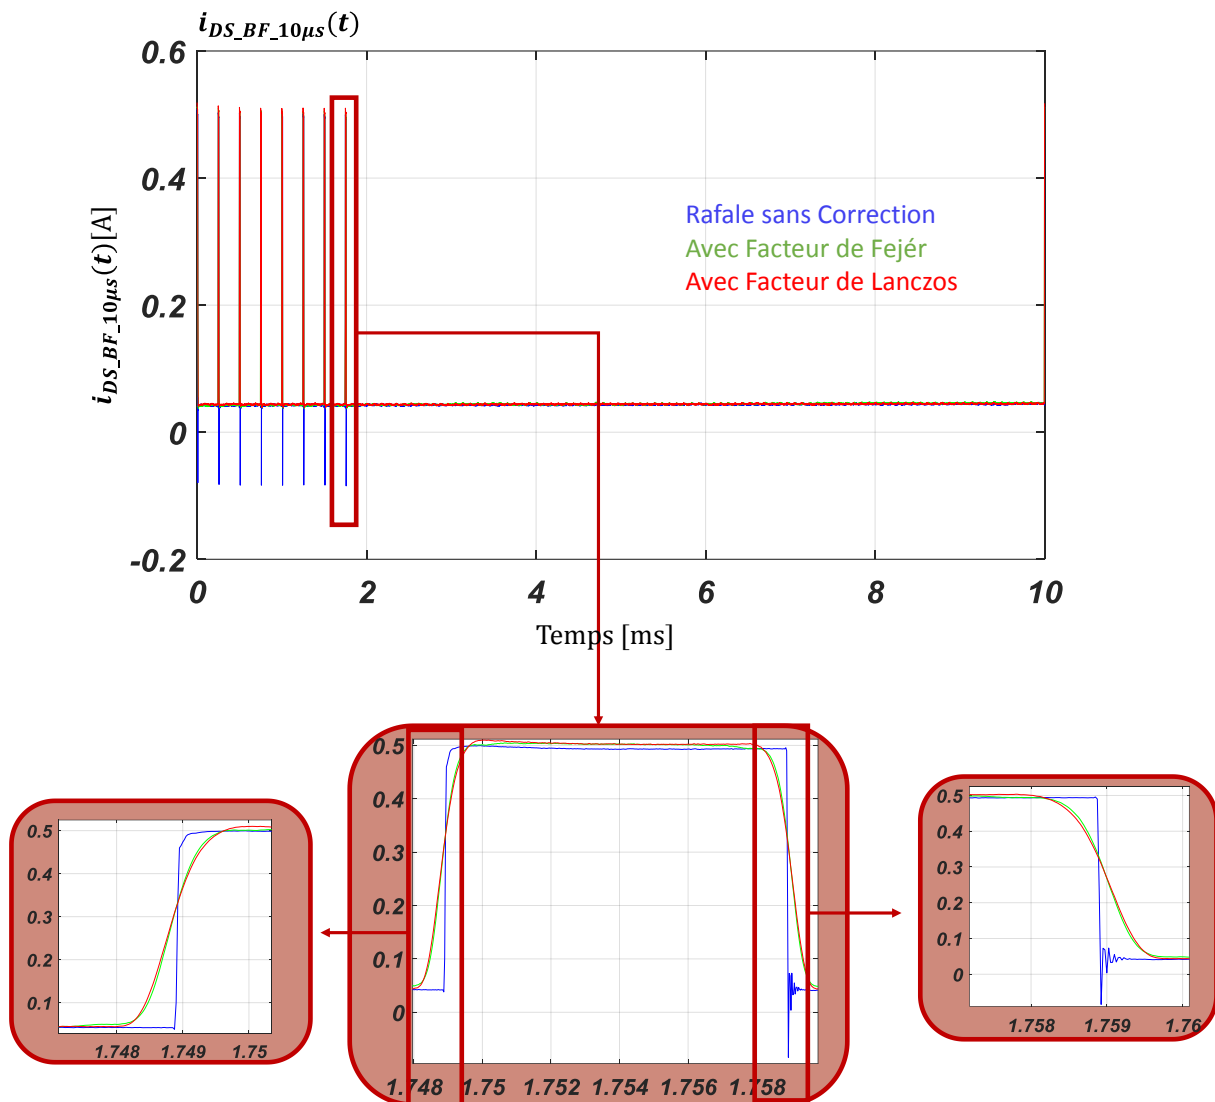 i_DS_BF_10μs(t)
0.6
0.4
0.2
0
-0.2
i_DS_BF_10μs(t)[A]
Rafale sans Correction
Avec Facteur de Fejér
Avec Facteur de Lanczos
0 2 4 6 8 10
Temps [ms]
0.5
0.4
0.3
0.2
0.1
1.748 1.749 1.75
0.5
0.4
0.3
0.2
0.1
0
1.748 1.75 1.752 1.754 1.756 1.758
0.5
0.4
0.3
0.2
0.1
0
1.758 1.759 1.76